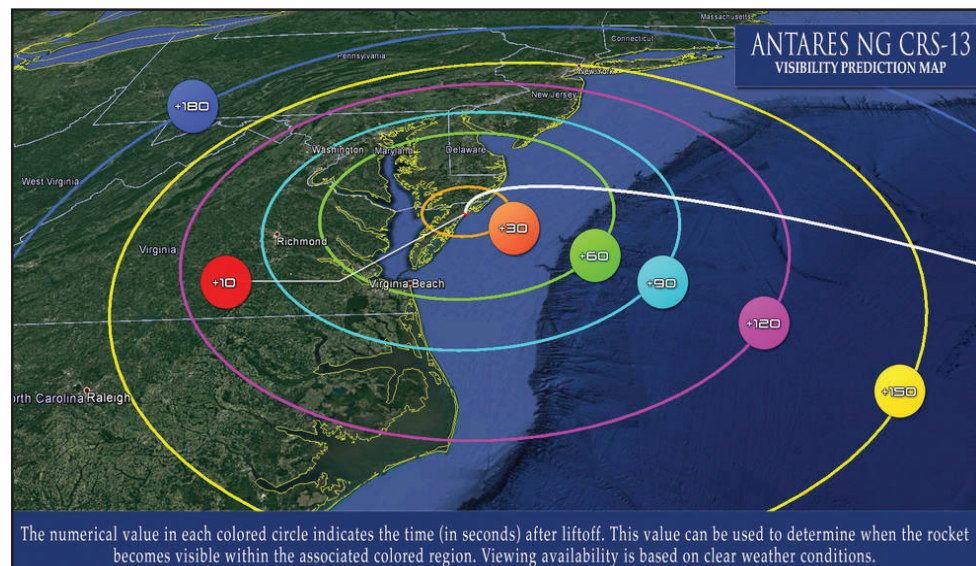 Massachusetts
ANTARES NG CRS-13
VISIBILITY PREDICTION MAP
Connecticut
Pennsylvania
New York
New Jersey
+180
Washington
Maryland
Delaware
West Virginia
+30
Virginia
Richmond
+60
+10
Virginia Beach
+90
+120
orth Carolina
Raleigh
+150
The numerical value in each colored circle indicates the time (in seconds) after liftoff. This value can be used to determine when the rocket
becomes visible within the associated colored region. Viewing availability is based on clear weather conditions.